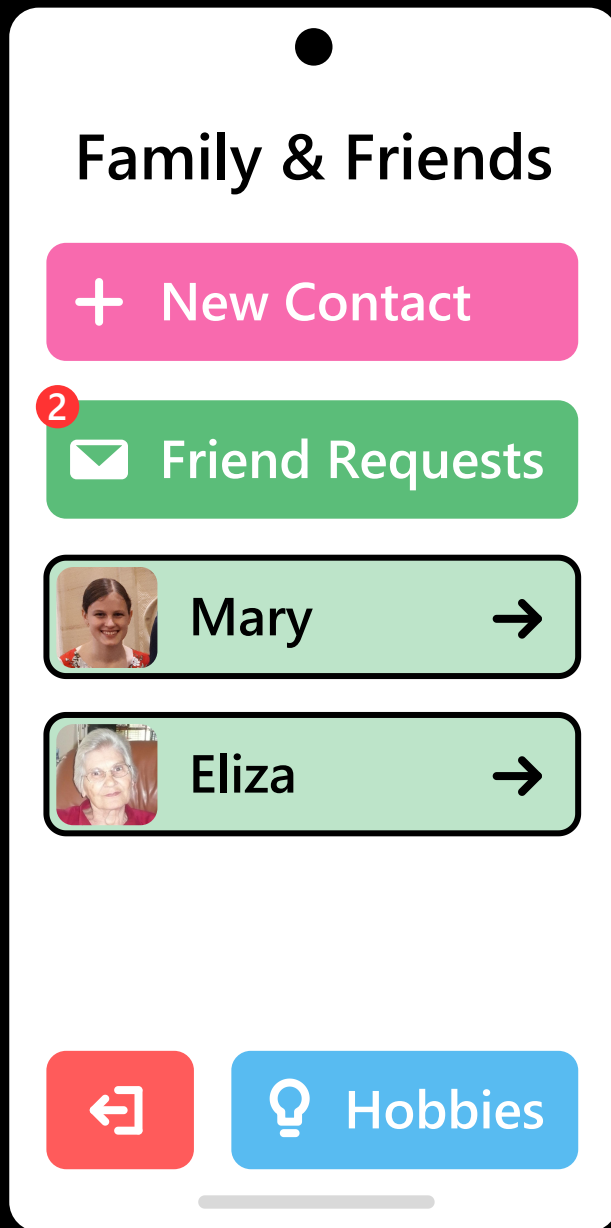 Family & Friends
New Contact
2
Friend Requests
Mary
Eliza
Hobbies